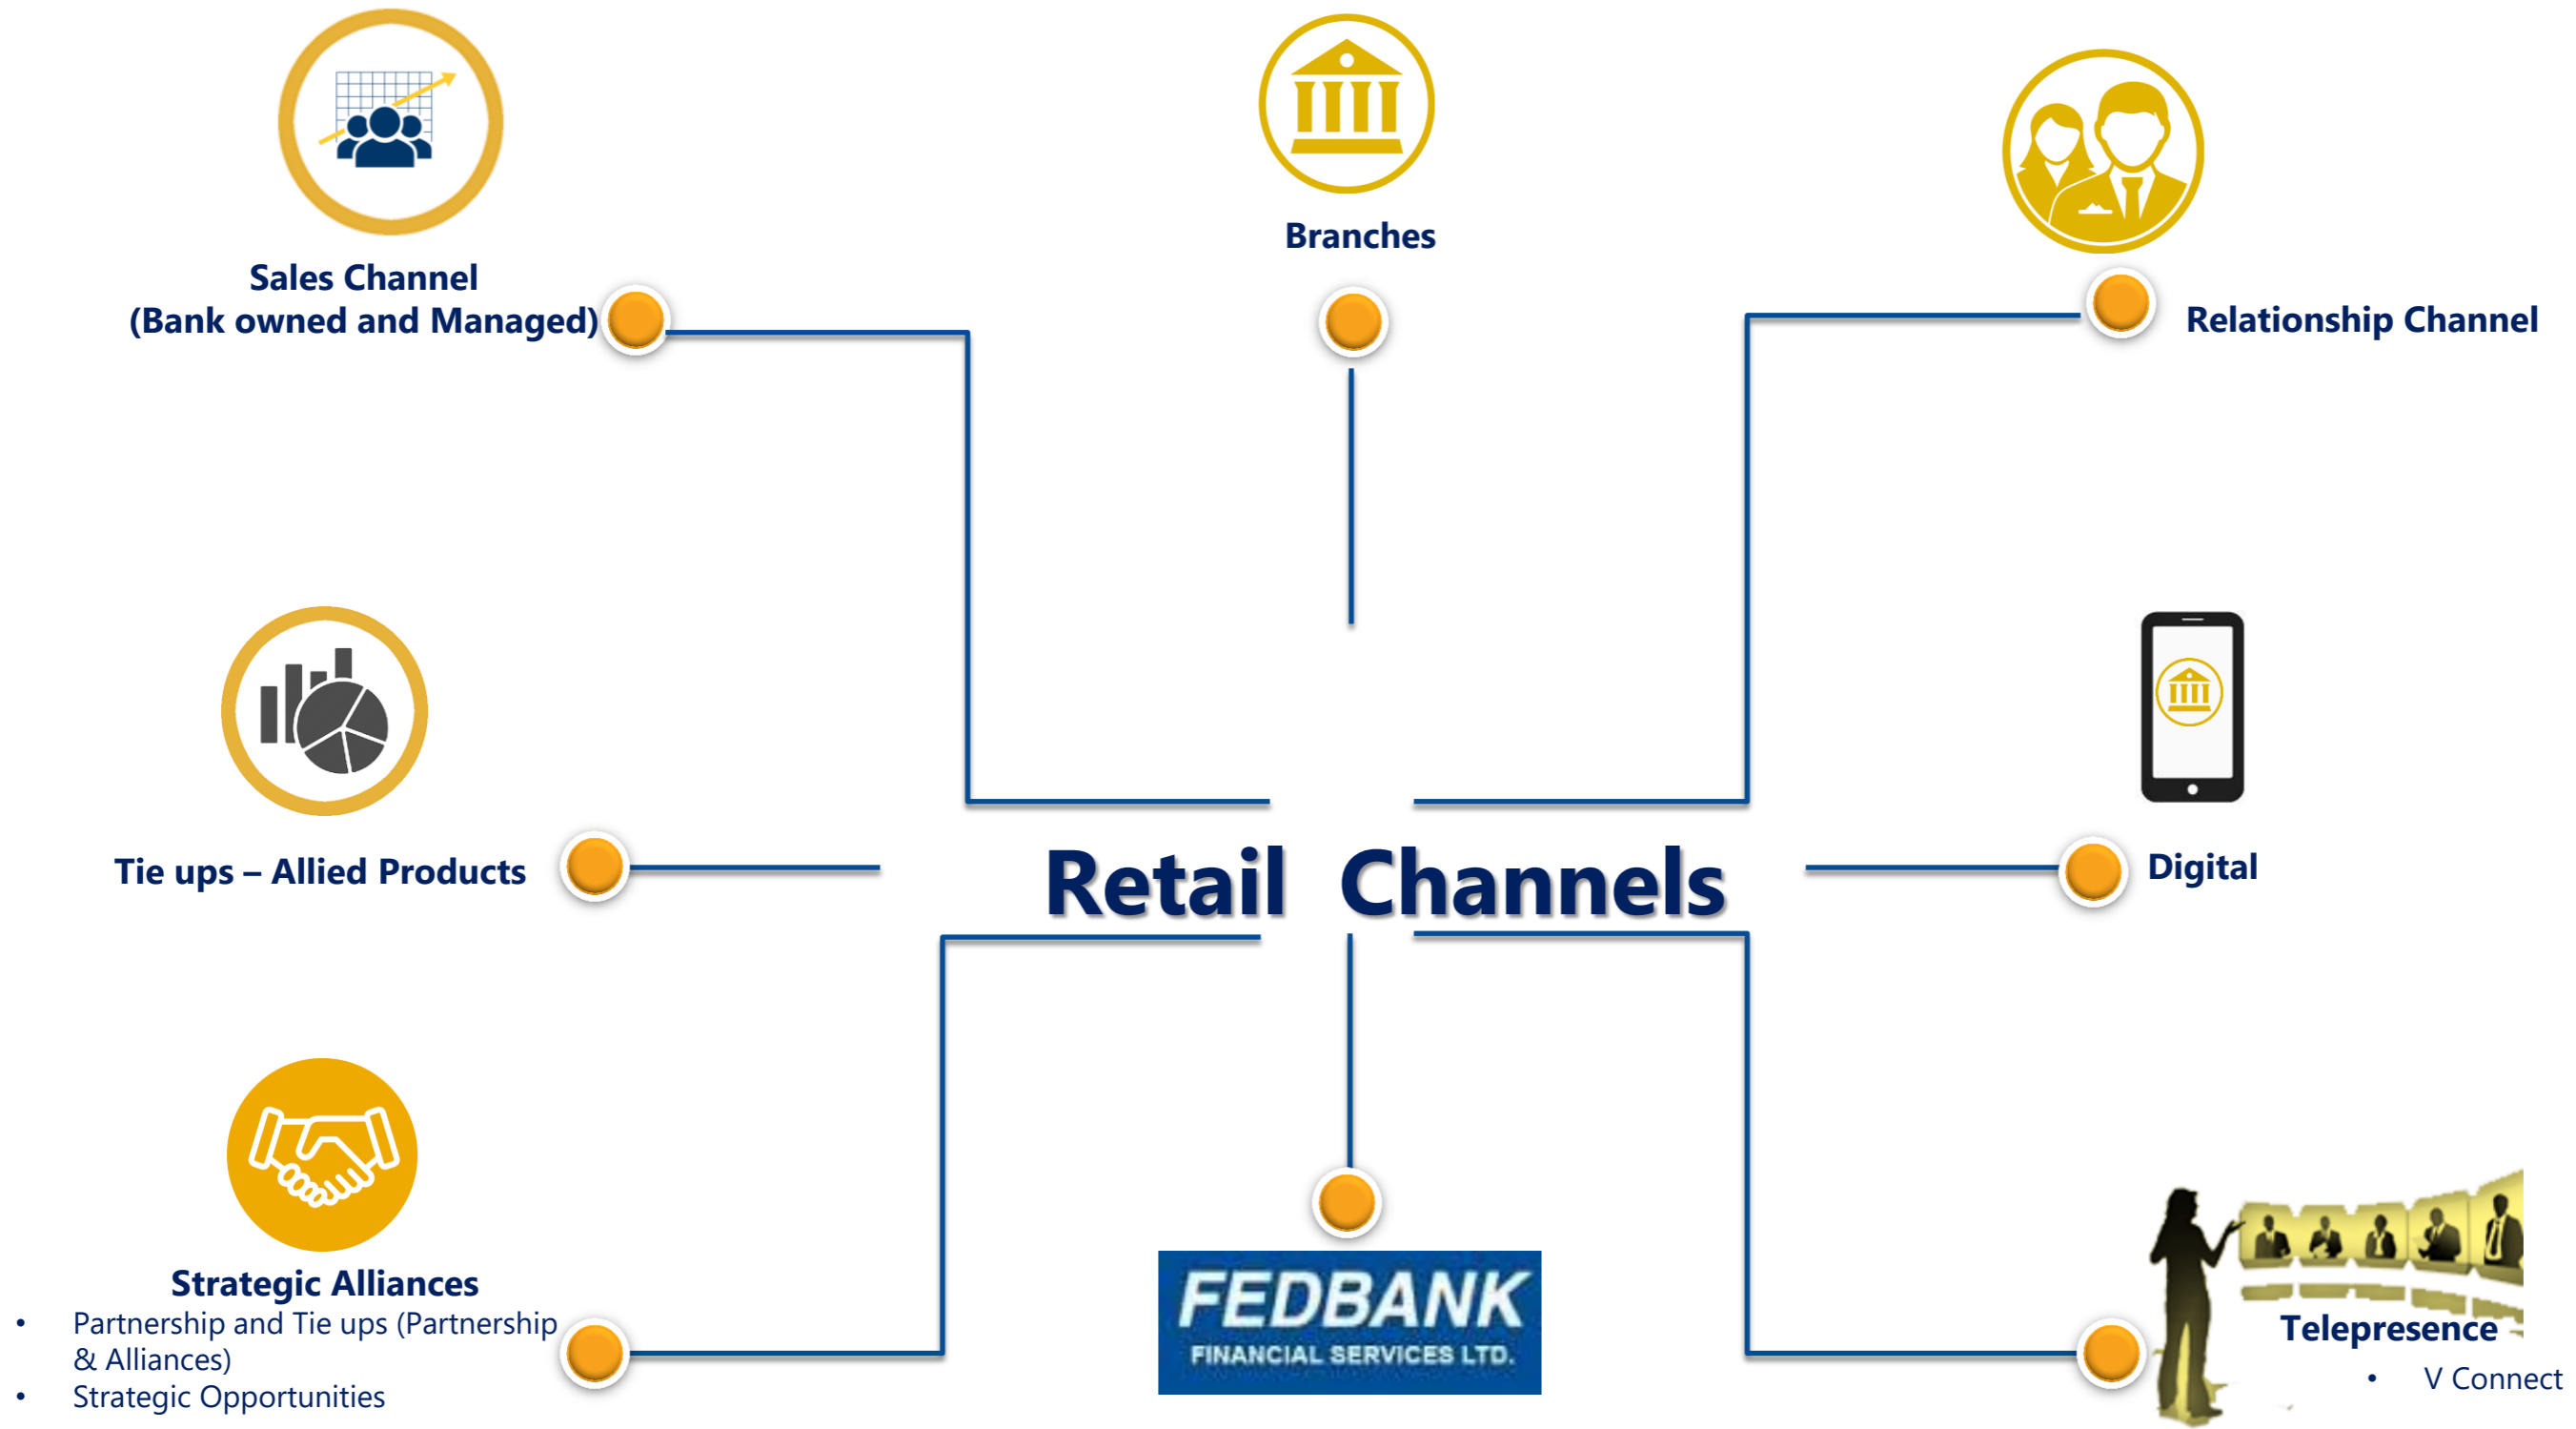 Branches
Sales Channel
(Bank owned and Managed)
Relationship Channel
Tie ups – Allied Products
Retail Channels
Digital
Strategic Alliances
• Partnership and Tie ups (Partnership
& Alliances)
• Strategic Opportunities
FEDBANK
FINANCIAL SERVICES LTD.
Telepresence
• V Connect